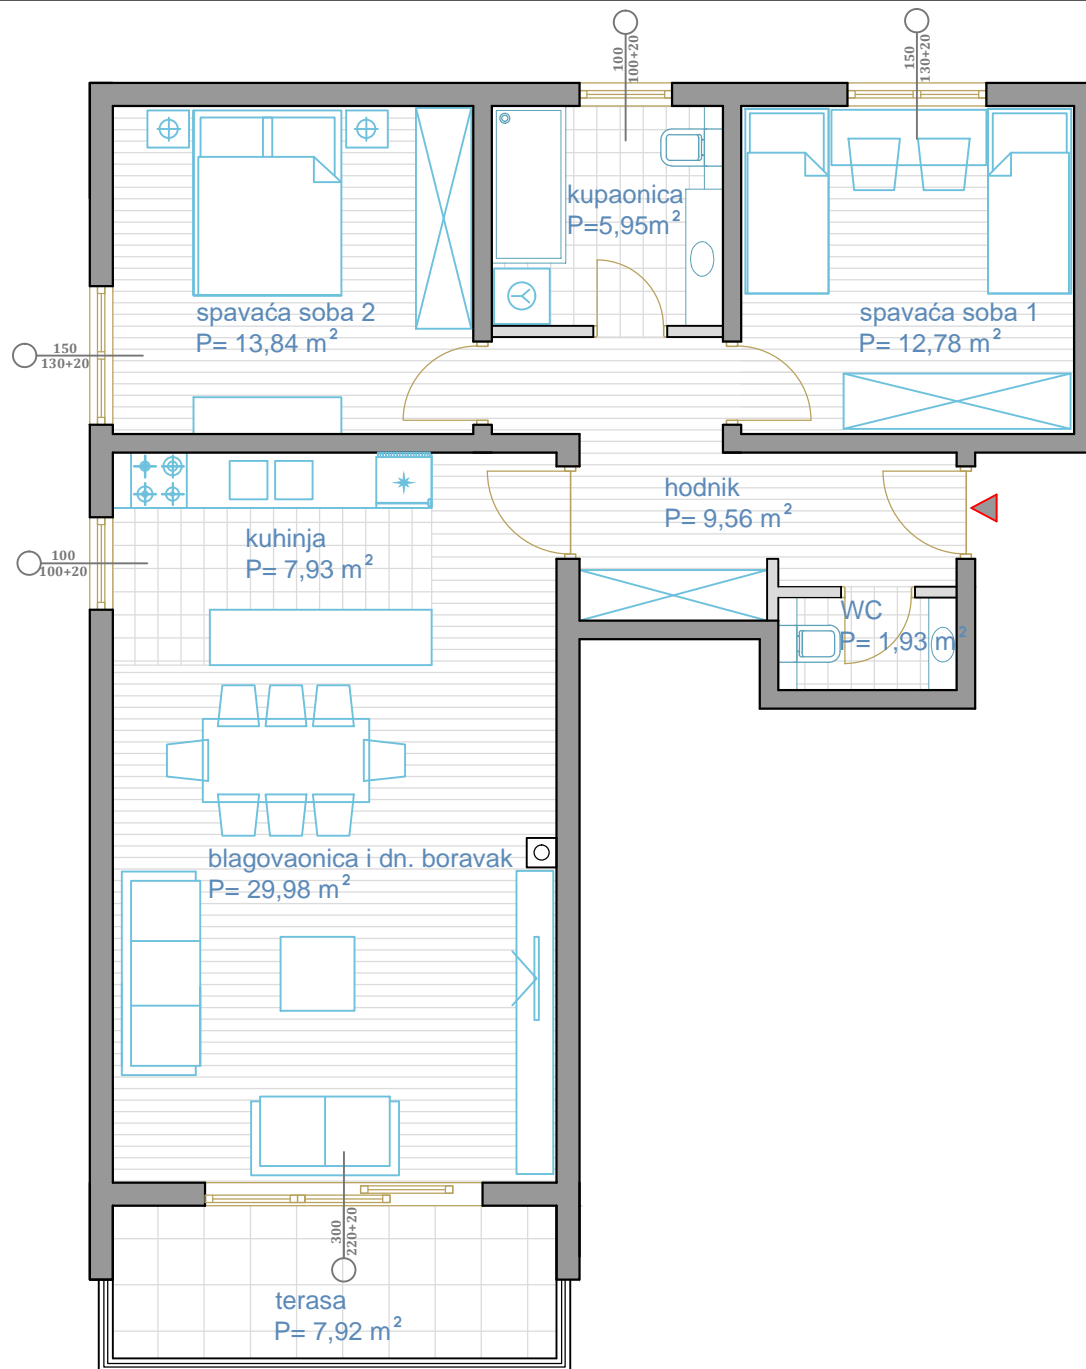 100
100+20
150
130+20
kupaonica
P=5,95m²
spavaća soba 2
P= 13,84 m²
spavaća soba 1
P= 12,78 m²
150
130+20
hodnik
P= 9,56 m²
kuhinja
P= 7,93 m²
100
100+20
WC
P= 1,93 m²
blagovaonica i dn. boravak
P= 29,98 m²
300
220+20
terasa
P= 7,92 m²